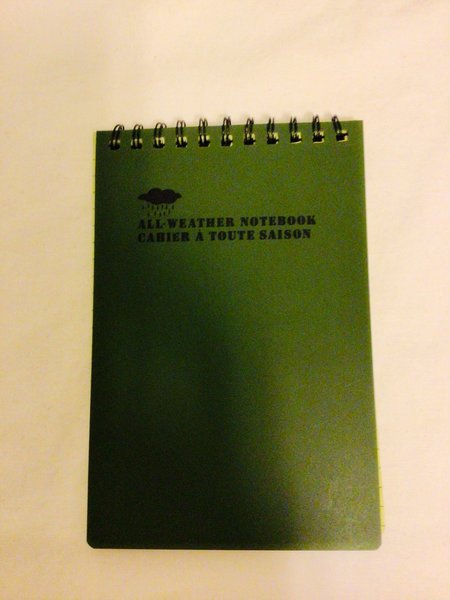 ALL-WEATHER NOTEBOOK
CAHIER À TOUTE SAISON